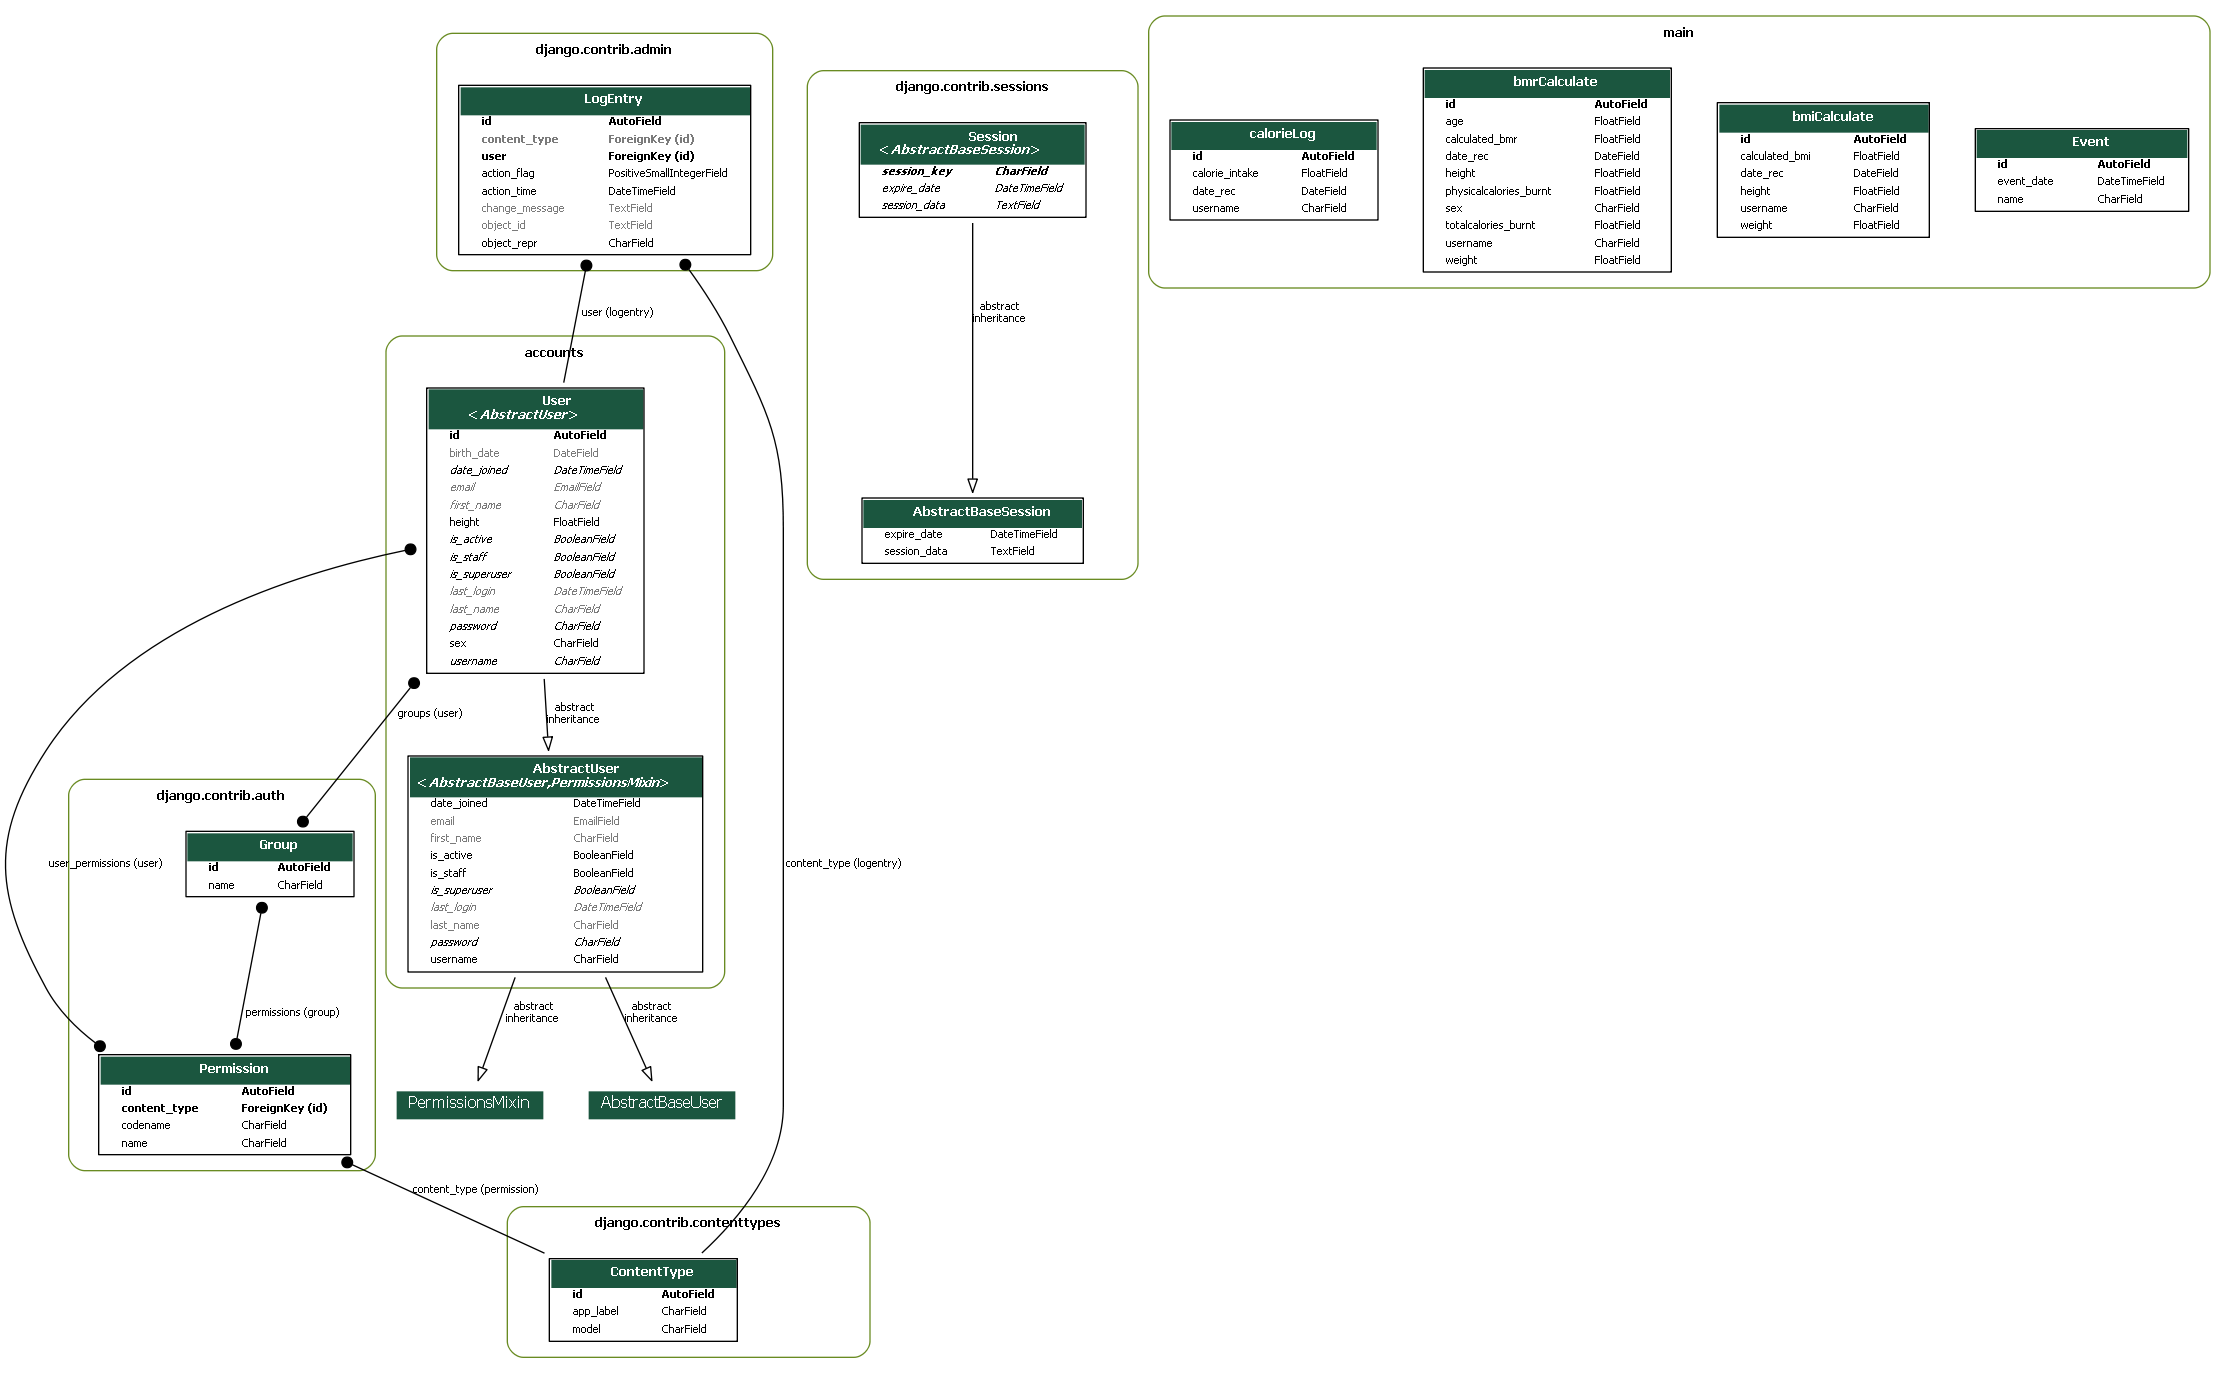 django.contrib.admin
LogEntry
id AutoField
content_type ForeignKey (id)
user ForeignKey (id)
action_flag PositiveSmallIntegerField
action_time DateTimeField
change_message TextField
object_id TextField
object_repr CharField
user (logentry)
accounts
User
<AbstractUser>
id AutoField
birth_date DateField
date_joined DateTimeField
email EmailField
first_name CharField
height FloatField
is_active BooleanField
is_staff BooleanField
is_superuser BooleanField
last_login DateTimeField
last_name CharField
password CharField
sex CharField
username CharField
abstract
inheritance
groups (user)
AbstractUser
<AbstractBaseUser,PermissionsMixin>
date_joined DateTimeField
email EmailField
first_name CharField
is_active BooleanField
is_staff BooleanField
is_superuser BooleanField
last_login DateTimeField
last_name CharField
password CharField
username CharField
abstract
inheritance
abstract
inheritance
PermissionsMixin
AbstractBaseUser
django.contrib.auth
Group
id AutoField
name CharField
user_permissions (user)
permissions (group)
Permission
id AutoField
content_type ForeignKey (id)
codename CharField
name CharField
content_type (permission)
content_type (logentry)
django.contrib.contenttypes
ContentType
id AutoField
app_label CharField
model CharField
django.contrib.sessions
Session
<AbstractBaseSession>
session_key CharField
expire_date DateTimeField
session_data TextField
abstract
inheritance
AbstractBaseSession
expire_date DateTimeField
session_data TextField
main
calorieLog
id AutoField
calorie_intake FloatField
date_rec DateField
username CharField
bmrCalculate
id AutoField
age FloatField
calculated_bmr FloatField
date_rec DateField
height FloatField
physicalcalories_burnt FloatField
sex CharField
totalcalories_burnt FloatField
username CharField
weight FloatField
bmiCalculate
id AutoField
calculated_bmi FloatField
date_rec DateField
height FloatField
username CharField
weight FloatField
Event
id AutoField
event_date DateTimeField
name CharField